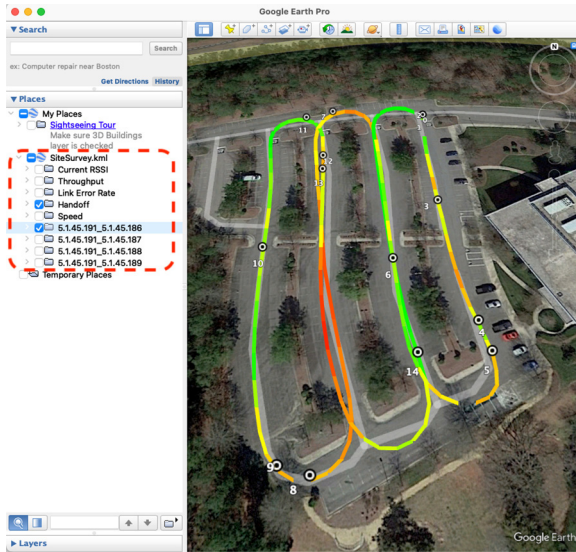 Google Earth Pro
Search
Search
ex: Computer repair near Boston
Get Directions
History
Places
My Places
Sightseeing Tour
Make sure 3D Buildings
layer is checked
SiteSurvey.kml
Current RSSI
Throughput
Link Error Rate
Handoff
Speed
5.1.45.191_5.1.45.186
5.1.45.191_5.1.45.187
5.1.45.191_5.1.45.188
5.1.45.191_5.1.45.189
Temporary Places
Layers
N
11
7
2
3
10
6
4
14
5
9
8
Google Earth